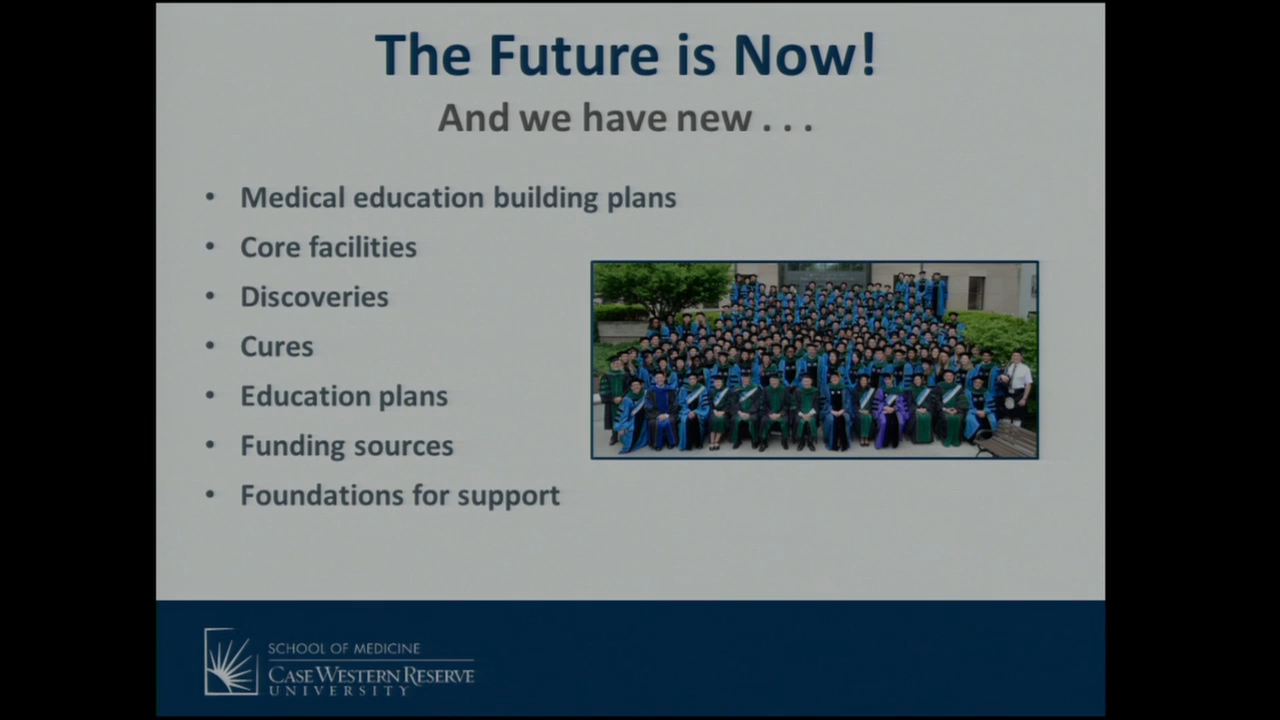 The Future is Now!
And we have new . . .
• Medical education building plans
• Core facilities
• Discoveries
• Cures
• Education plans
• Funding sources
• Foundations for support
SCHOOL OF MEDICINE
CASE WESTERN RESERVE
UNIVERSITY